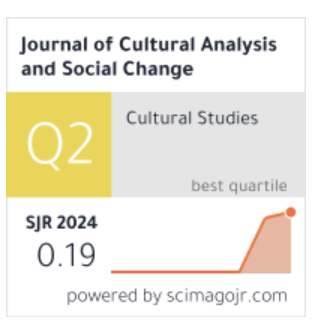 Journal of Cultural Analysis
and Social Change
Q2
Cultural Studies
best quartile
SJR 2024
0.19
powered by scimagojr.com